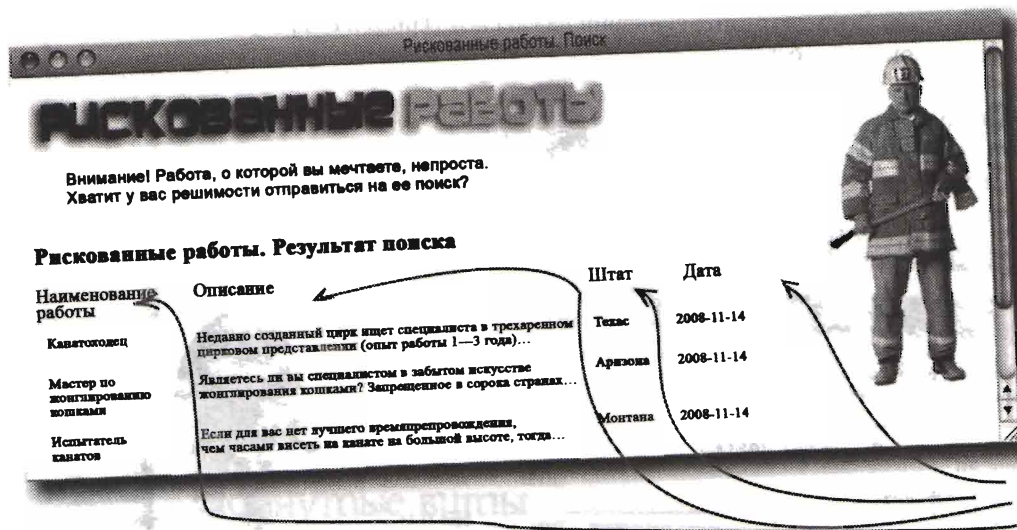 Рискованные работы. Поиск
РИСКОВАННЫЕ РАБОТЫ
Внимание! Работа, о которой вы мечтаете, непроста.
Хватит у вас решимости отправиться на ее поиск?
Рискованные работы. Результат поиска
Наименование работы Описание Штат Дата
Канатоходец
Недавно созданный цирк ищет специалиста в трехаренном
цирковом представлении (опыт работы 1—3 года)…
Техас 2008-11-14
Мастер по
жонглированию
кошками
Являетесь ли вы специалистом в забытом искусстве
жонглирования кошками? Запрещенное в сорока странах…
Аризона 2008-11-14
Испытатель
канатов
Если для вас нет лучшего времяпрепровождения,
чем часами висеть на канате на большой высоте, тогда…
Монтана 2008-11-14